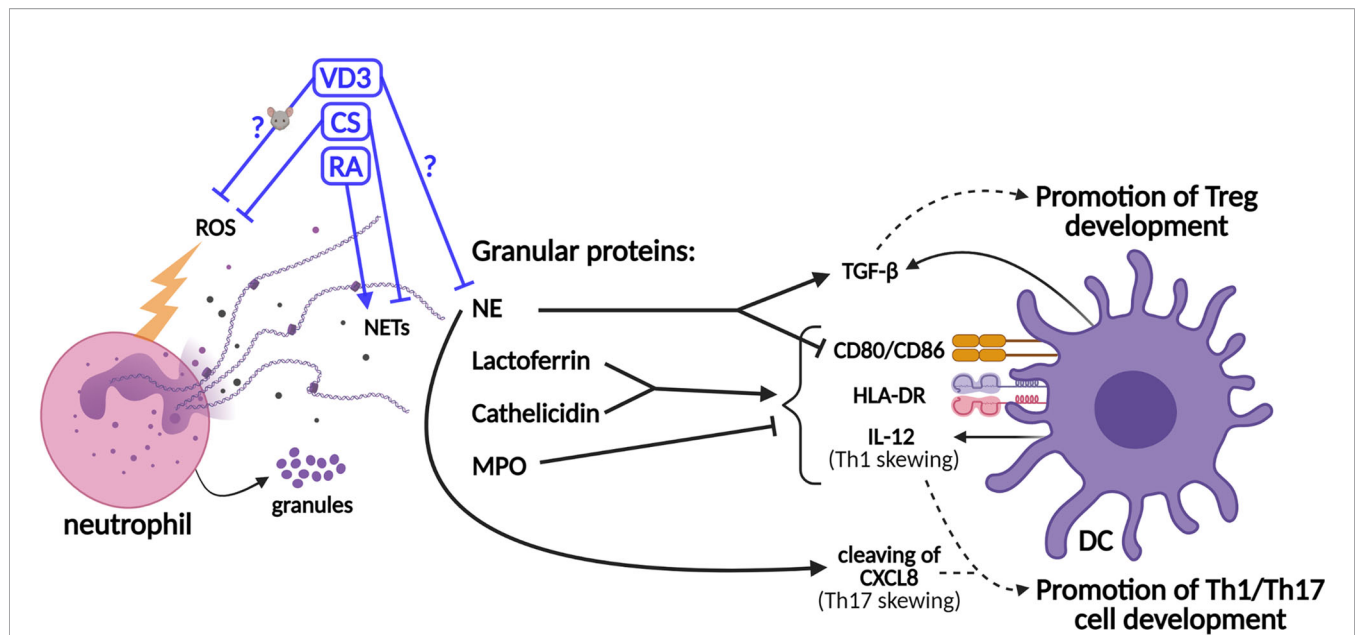 VD3
CS
RA
?
?
ROS
NETs
neutrophil
granules
Granular proteins:
NE
Lactoferrin
Cathelicidin
MPO
Promotion of Treg
development
TGF-β
CD80/CD86
HLA-DR
IL-12
(Th1 skewing)
cleaving of
CXCL8
(Th17 skewing)
DC
Promotion of Th1/Th17
cell development